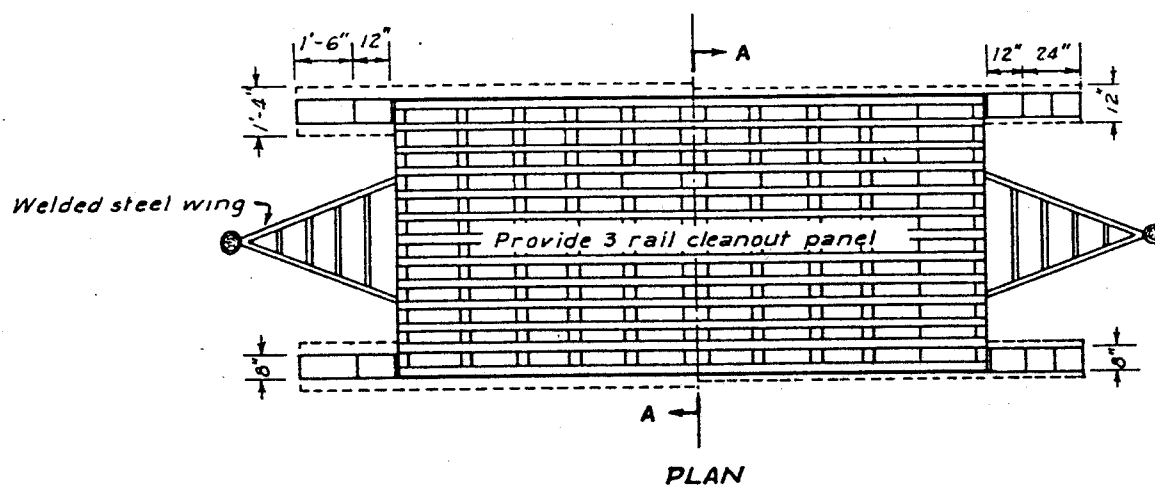 1'-6" 12"
A
12" 24"
1'-4"
12"
Welded steel wing
Provide 3 rail cleanout panel
8"
8"
A
PLAN